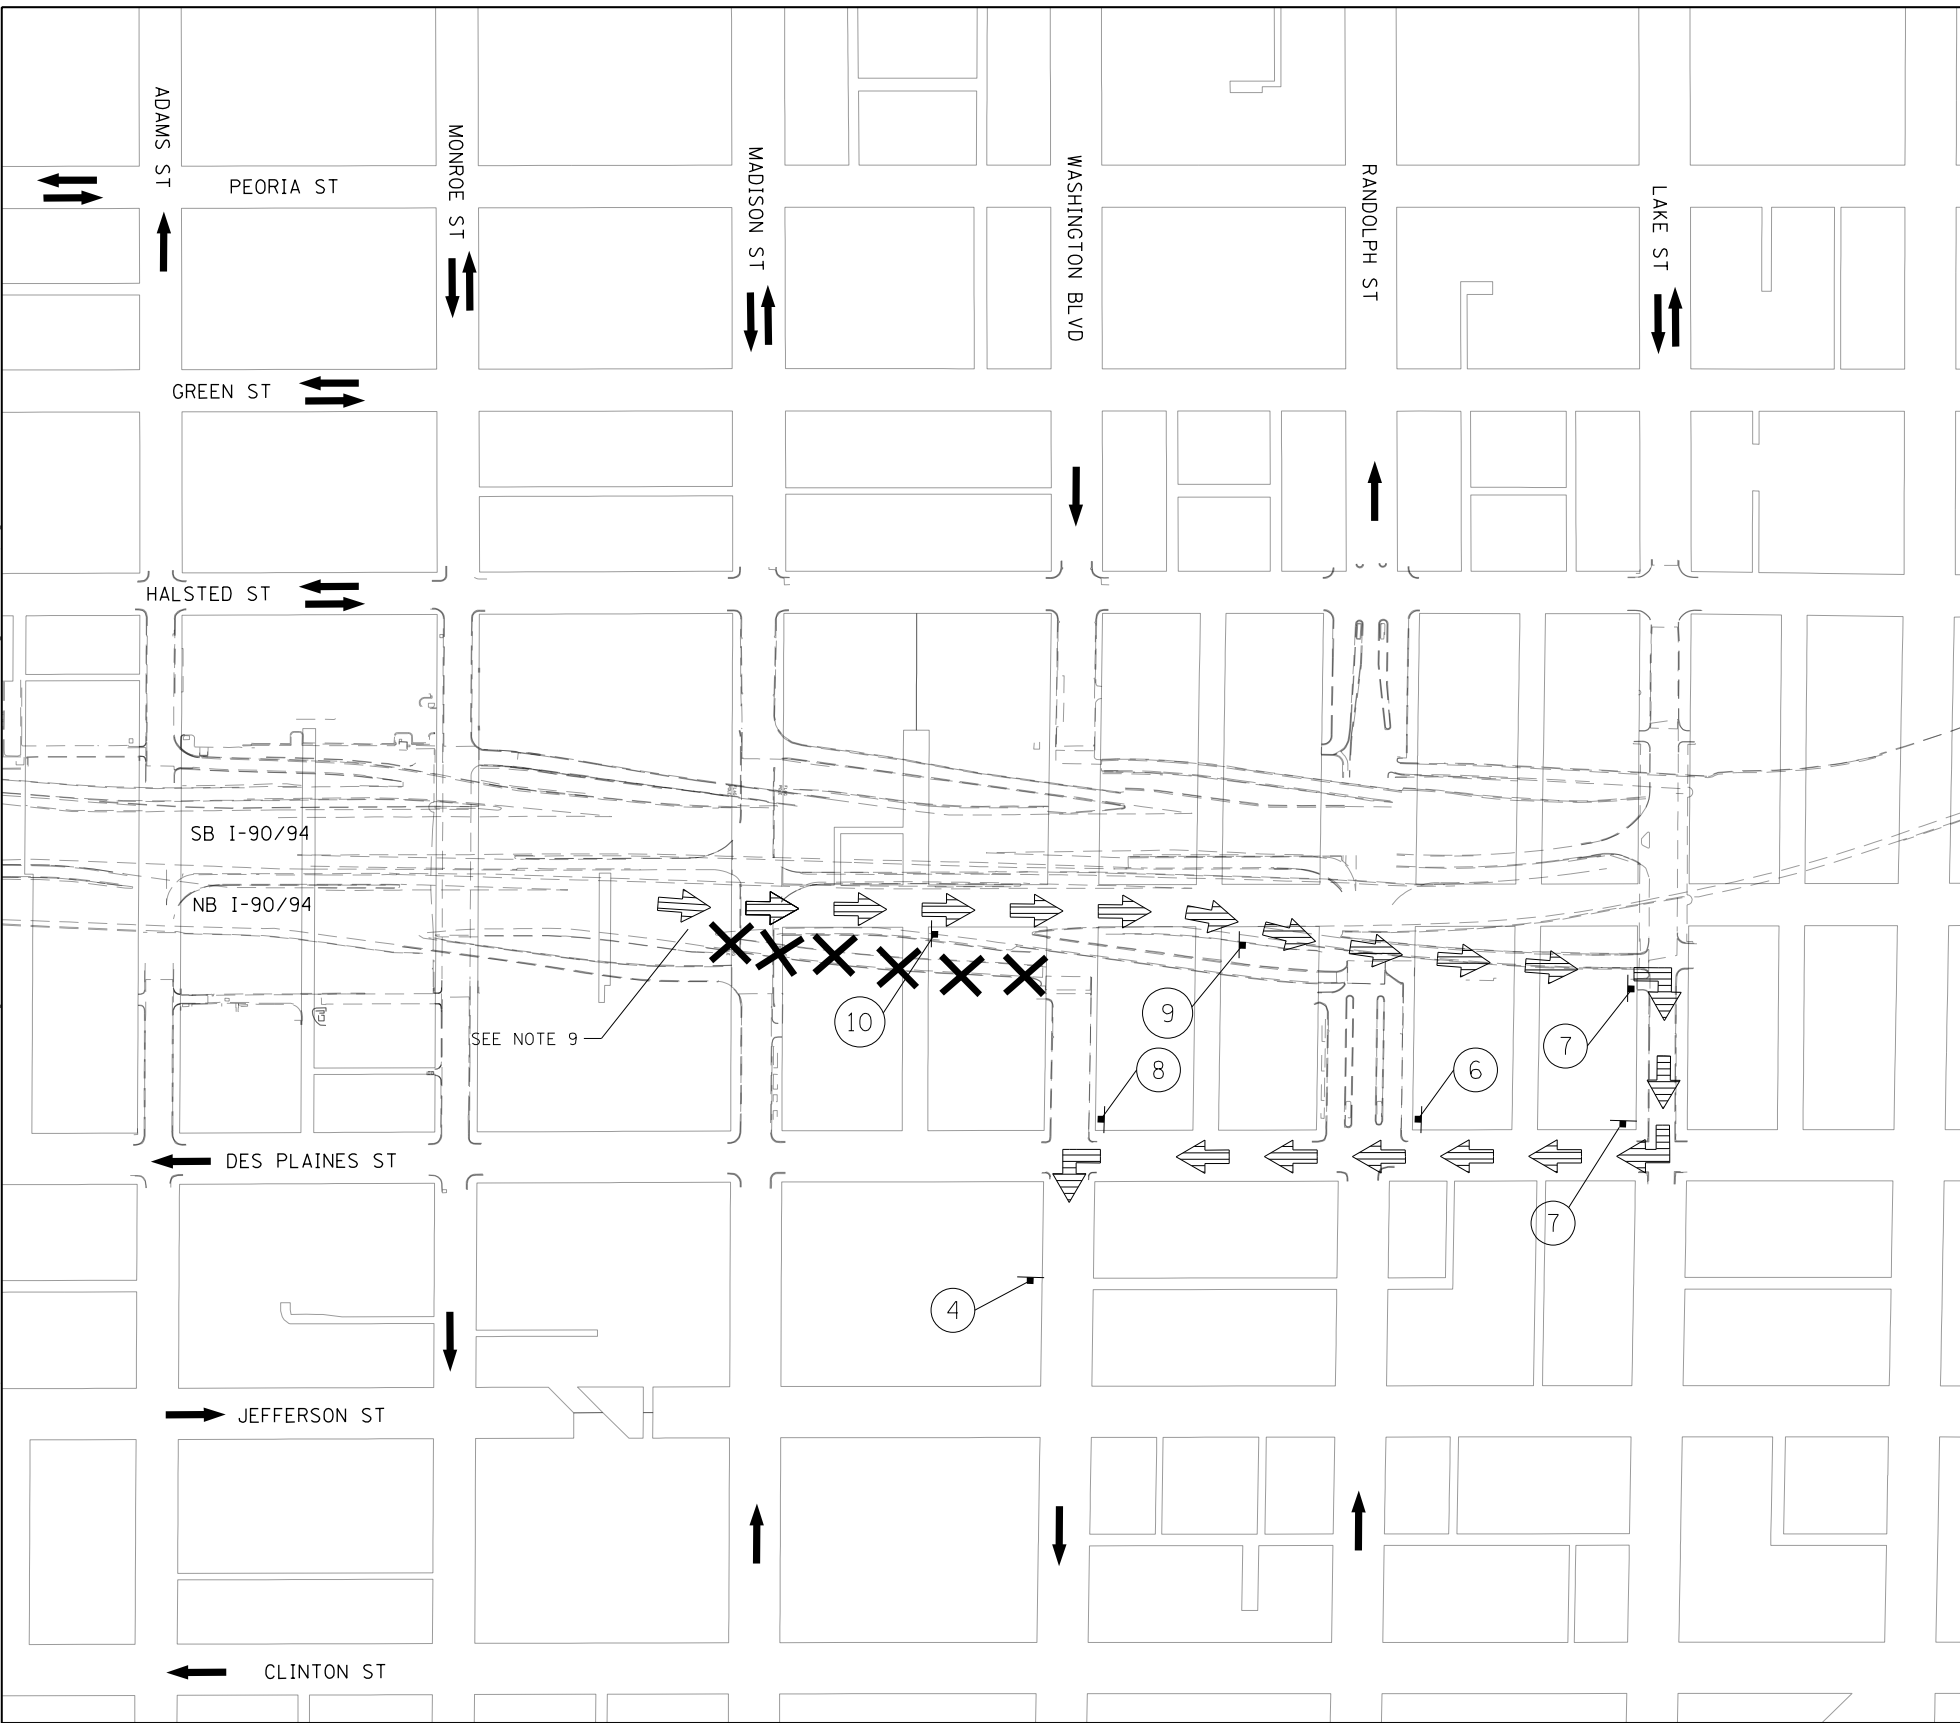 ADAMS ST
MONROE ST
MADISON ST
WASHINGTON BLVD
RANDOLPH ST
LAKE ST
PEORIA ST
GREEN ST
HALSTED ST
SB I-90/94
NB I-90/94
SEE NOTE 9
10
9
8
6
7
DES PLAINES ST
7
4
JEFFERSON ST
CLINTON ST